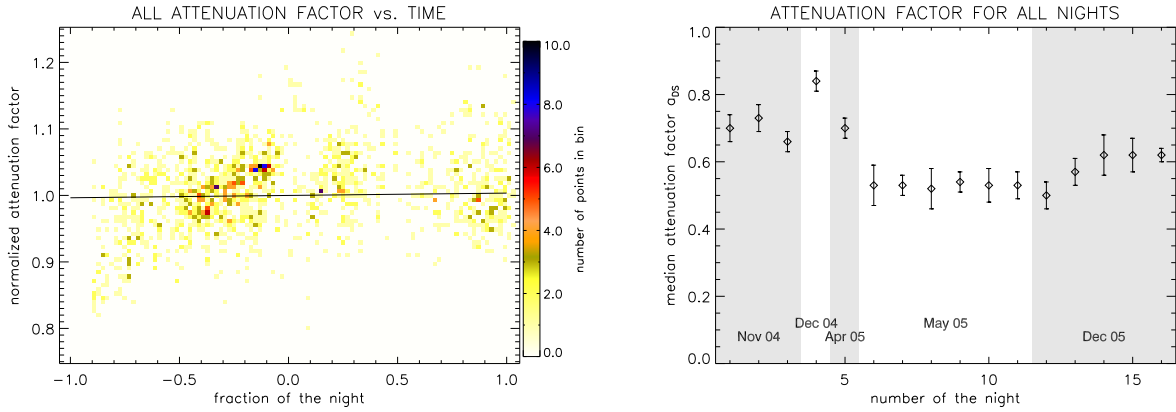 ALL ATTENUATION FACTOR vs. TIME
normalized attenuation factor
1.2
1.1
1.0
0.9
0.8
-1.0 -0.5 0.0 0.5 1.0
fraction of the night
10.0
8.0
6.0
4.0
2.0
0.0
number of points in bin
ATTENUATION FACTOR FOR ALL NIGHTS
median attenuation factor aDS
1.0
0.8
0.6
0.4
0.2
0.0
Dec 04 May 05
Nov 04 Apr 05 Dec 05
5 10 15
number of the night